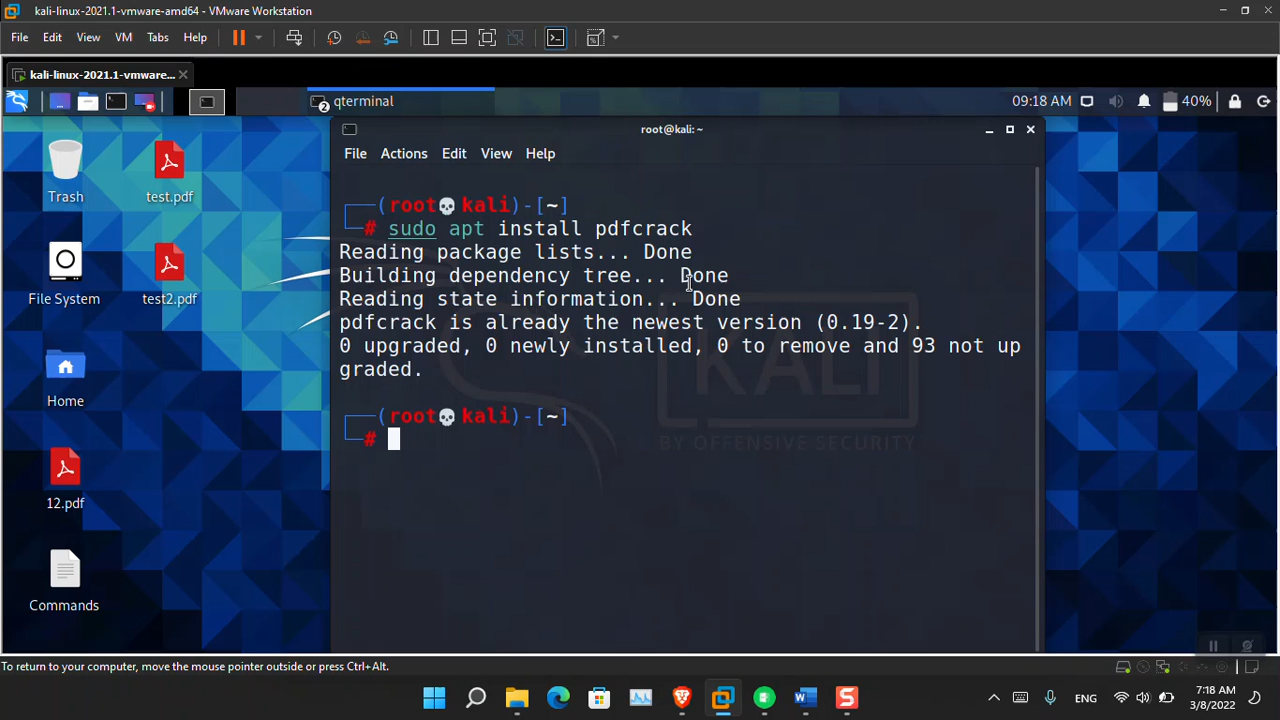 kali-linux-2021.1-vmware-amd64 - VMware Workstation
File Edit View VM Tabs Help
kali-linux-2021.1-vmware...
2 qterminal 09:18 AM 40%
root@kali: ~
File Actions Edit View Help
(root💀kali)-[~]
# sudo apt install pdfcrack
Reading package lists... Done
Building dependency tree... Done
Reading state information... Done
pdfcrack is already the newest version (0.19-2).
0 upgraded, 0 newly installed, 0 to remove and 93 not up
graded.
(root💀kali)-[~]
#
Trash
test.pdf
File System
test2.pdf
Home
12.pdf
Commands
KALI
BY OFFENSIVE SECURITY
To return to your computer, move the mouse pointer outside or press Ctrl+Alt.
ENG
7:18 AM
3/8/2022